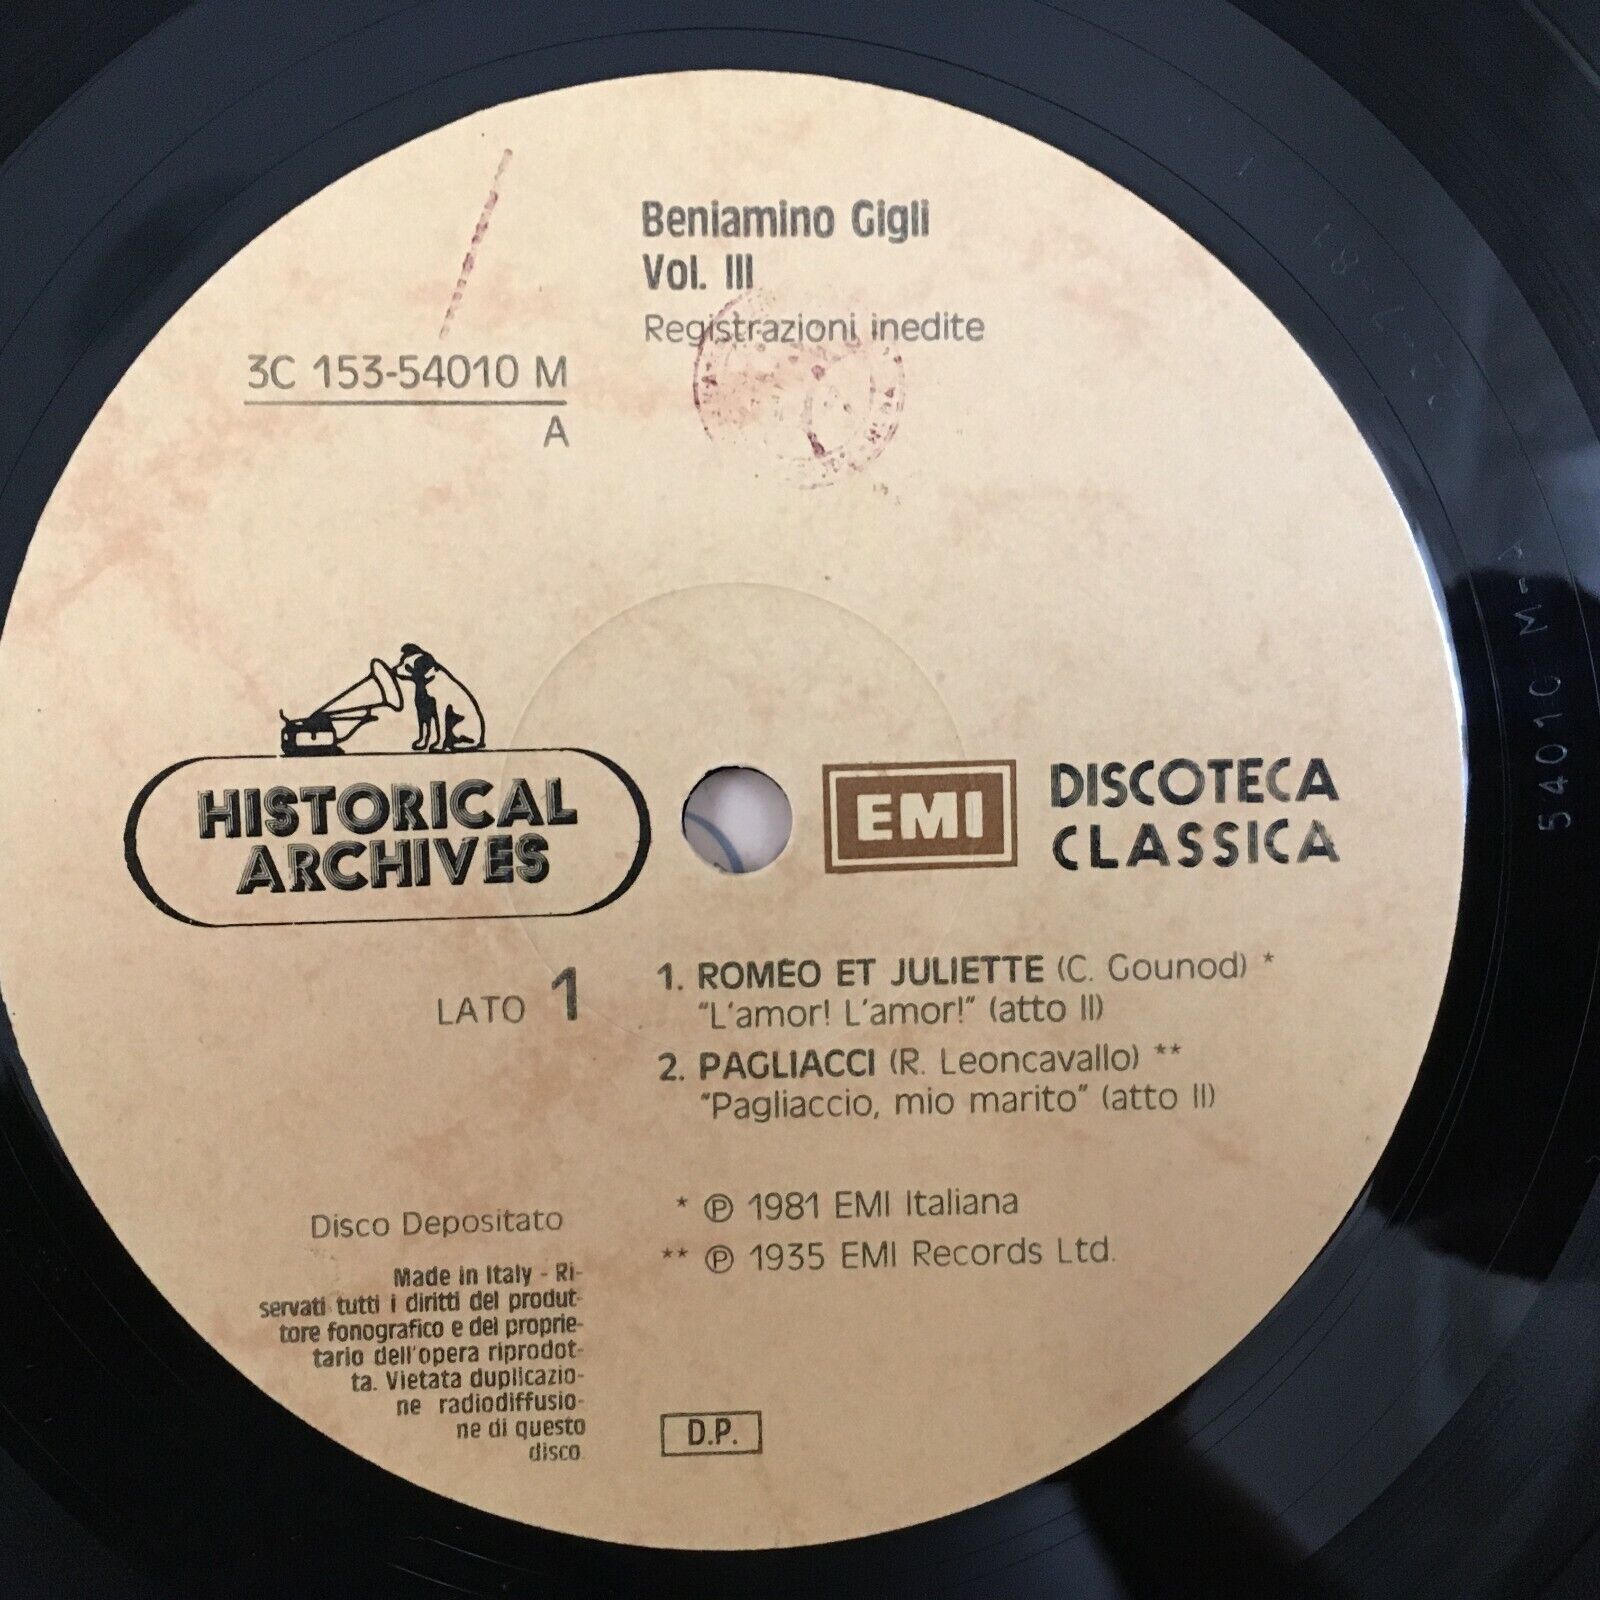 Beniamino Gigli
Vol. III
Registrazioni inedite
3C 153-54010 M
A
HISTORICAL
ARCHIVES
EMI
DISCOTECA
CLASSICA
LATO 1
1. ROMÉO ET JULIETTE (C. Gounod) *
"L'amor! L'amor!" (atto II)
2. PAGLIACCI (R. Leoncavallo) **
"Pagliaccio, mio marito" (atto II)
* ℗ 1981 EMI Italiana
** ℗ 1935 EMI Records Ltd.
Disco Depositato
Made in Italy - Ri-
servati tutti i diritti del produt-
tore fonografico e del proprie-
tario dell'opera riprodot-
ta. Vietata duplicazio-
ne radiodiffusio-
ne di questo
disco.
D.P.
54010 M-A